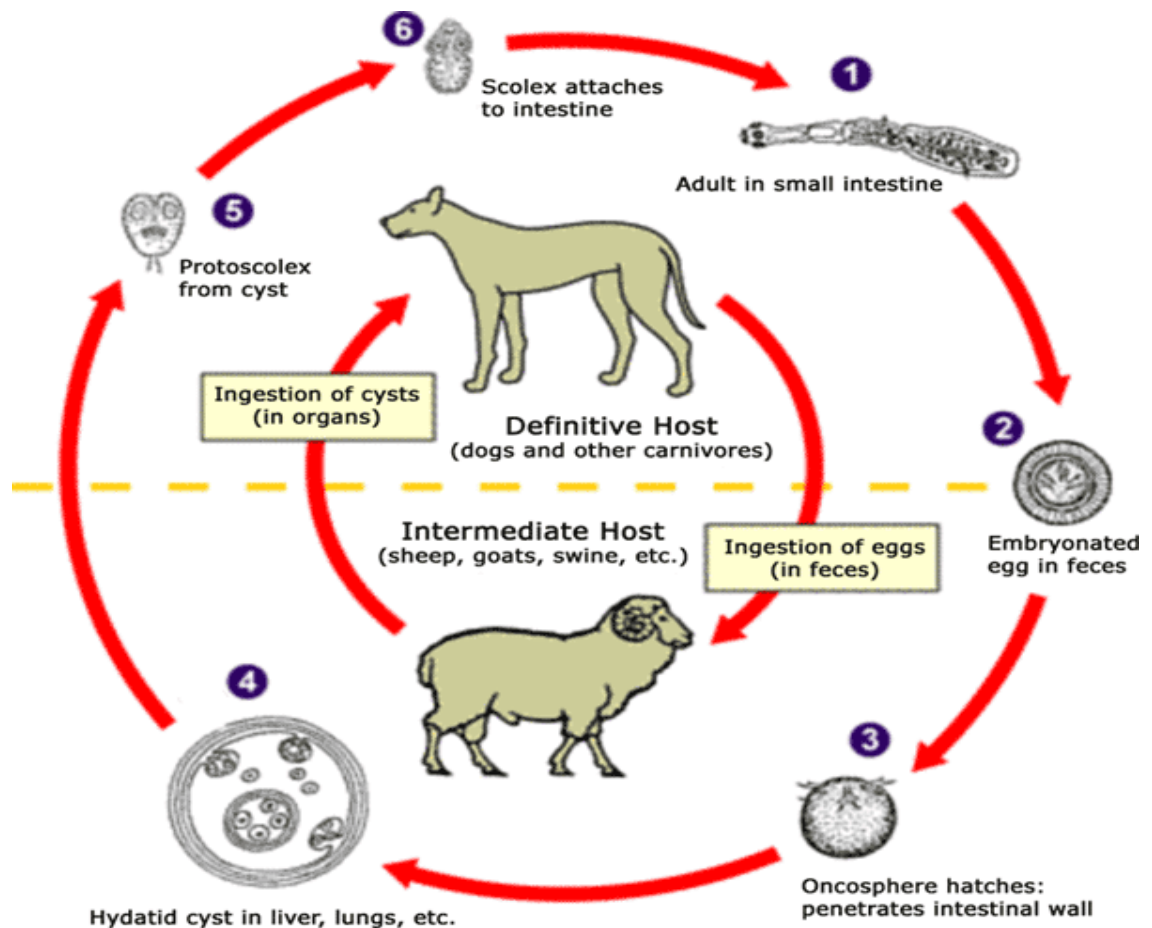 6
Scolex attaches
to intestine
1
Adult in small intestine
5
Protoscolex
from cyst
Ingestion of cysts
(in organs)
Definitive Host
(dogs and other carnivores)
2
Embryonated
egg in feces
Intermediate Host
(sheep, goats, swine, etc.)
Ingestion of eggs
(in feces)
3
Oncosphere hatches:
penetrates intestinal wall
4
Hydatid cyst in liver, lungs, etc.